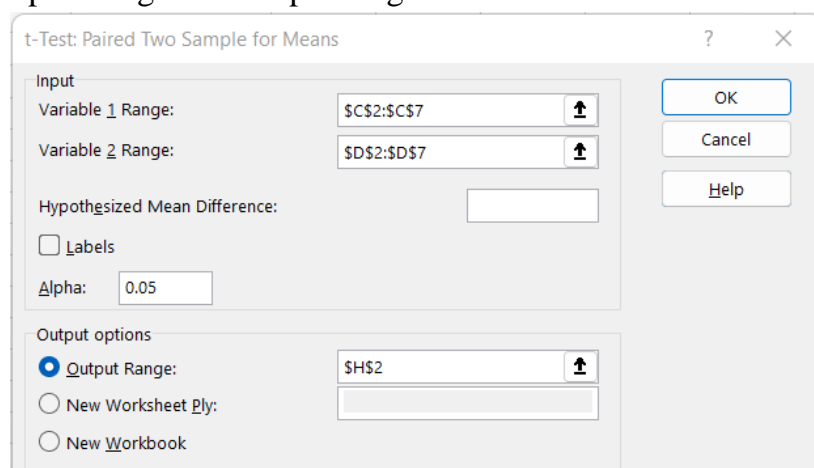 t-Test: Paired Two Sample for Means ? ×
Input
Variable 1 Range: $C$2:$C$7 OK
Variable 2 Range: $D$2:$D$7 Cancel
Hypothesized Mean Difference: Help
Labels
Alpha: 0.05
Output options
Output Range: $H$2
New Worksheet Ply:
New Workbook